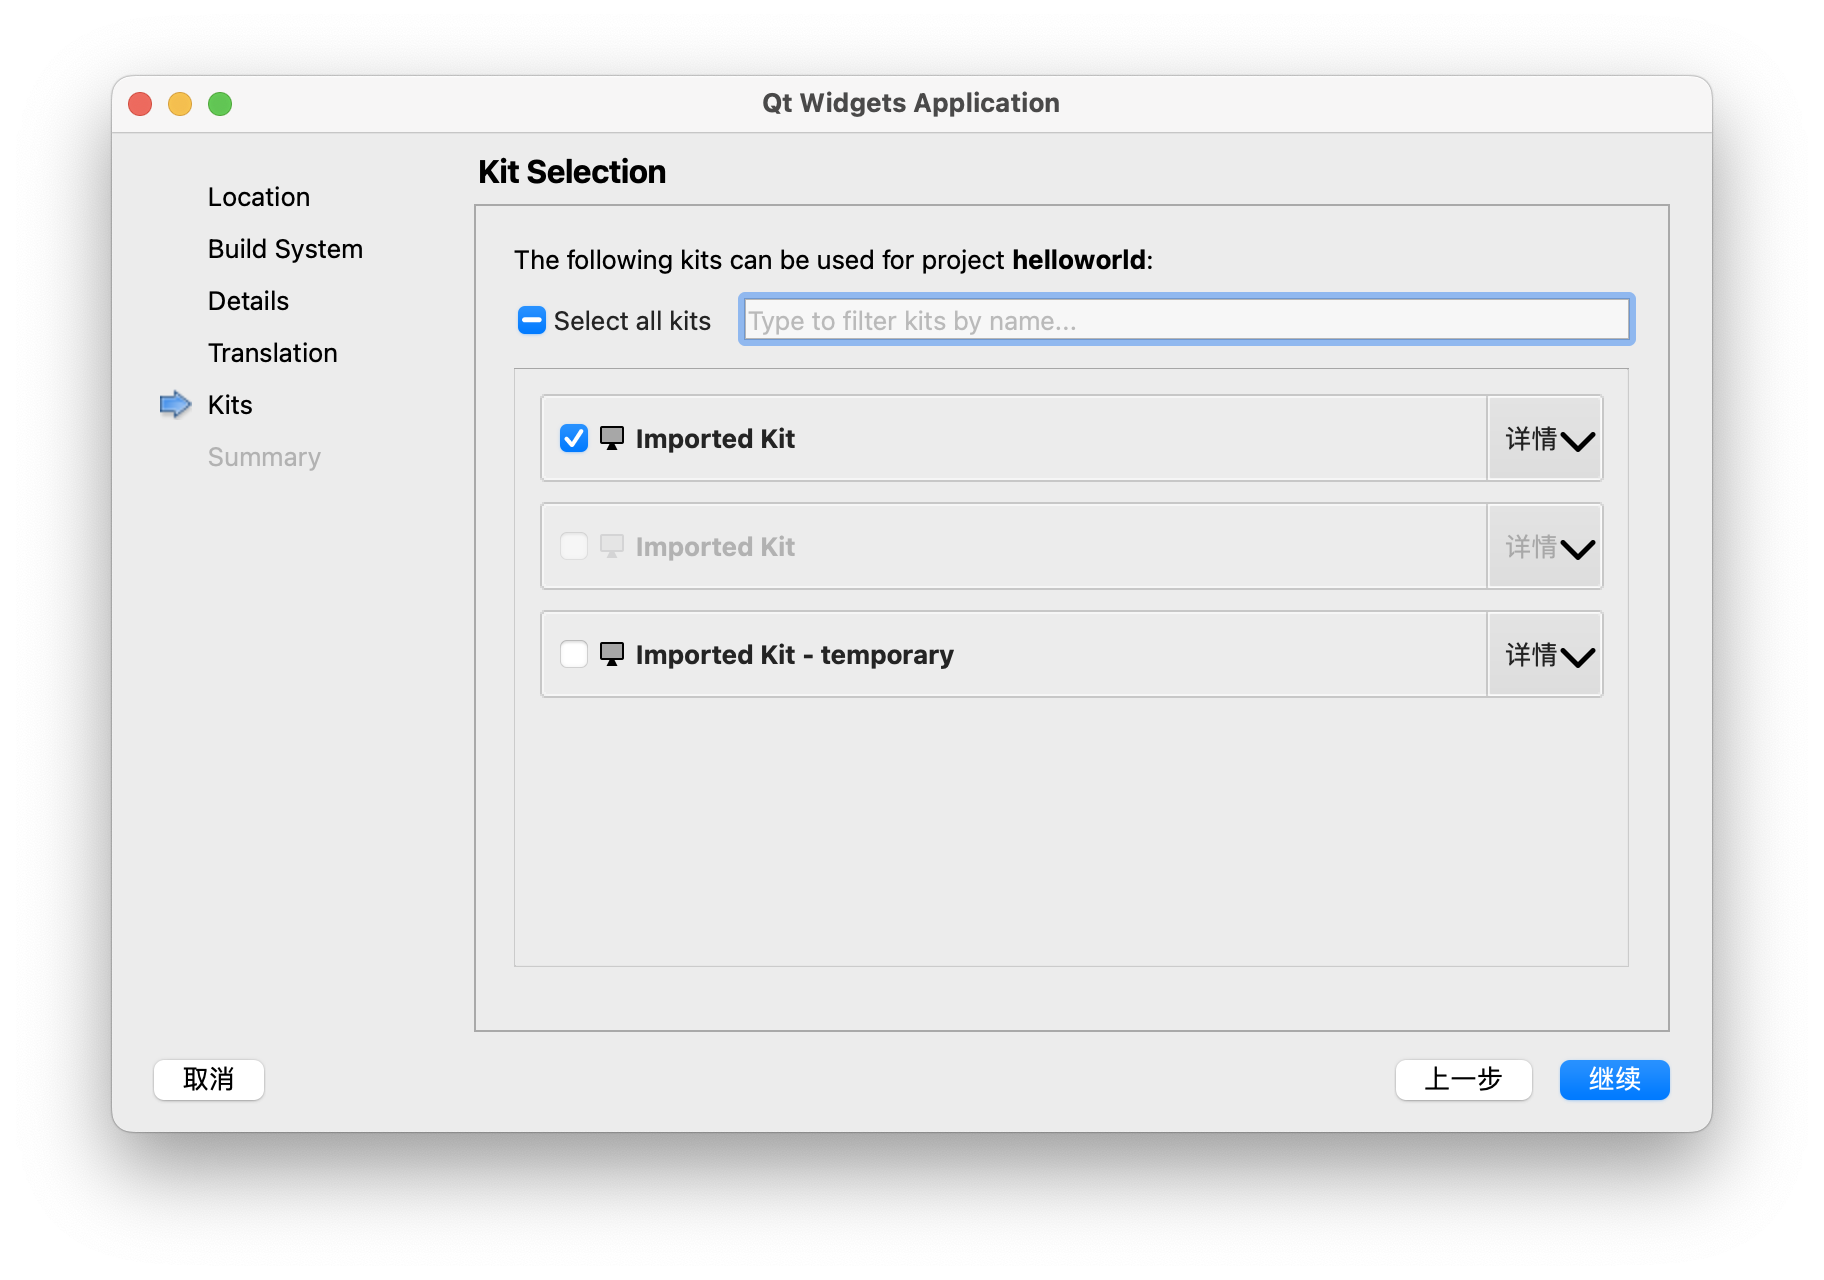 Qt Widgets Application
Location
Build System
Details
Translation
Kits
Summary
Kit Selection
The following kits can be used for project helloworld:
Select all kits
Type to filter kits by name...
Imported Kit
详情
Imported Kit
详情
Imported Kit - temporary
详情
取消
上一步
继续